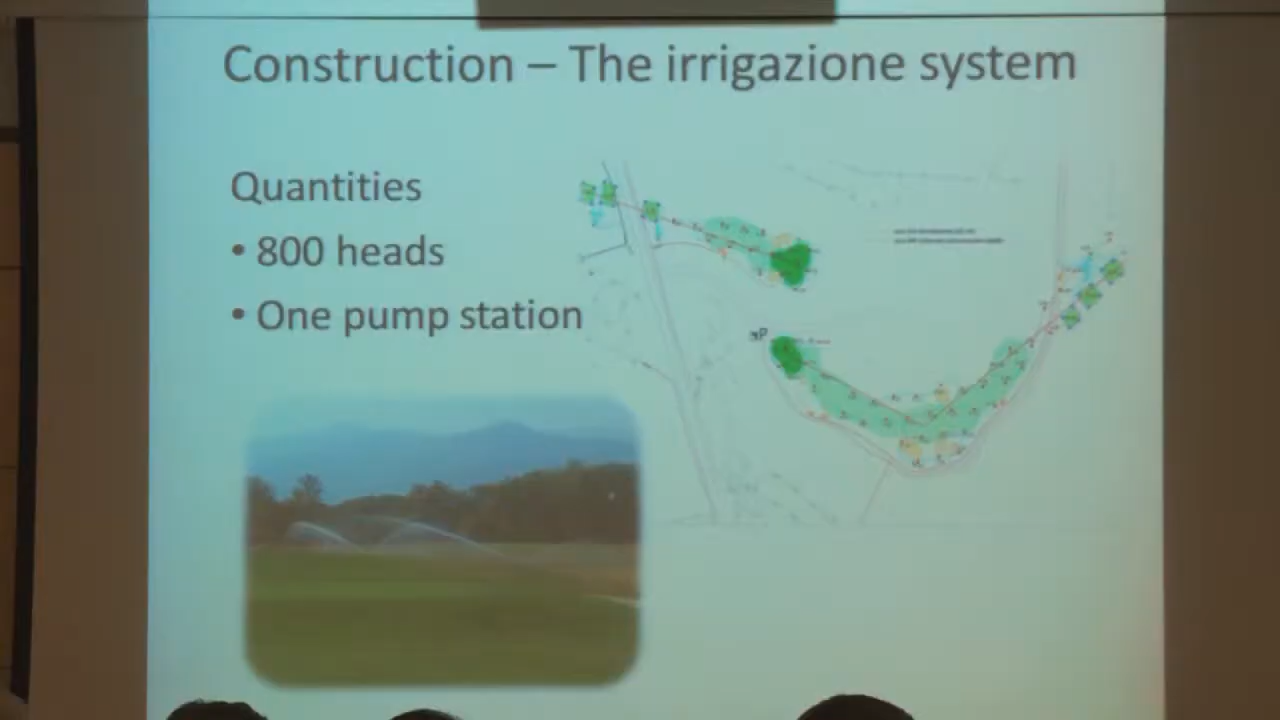 Construction – The irrigazione system
Quantities
• 800 heads
• One pump station